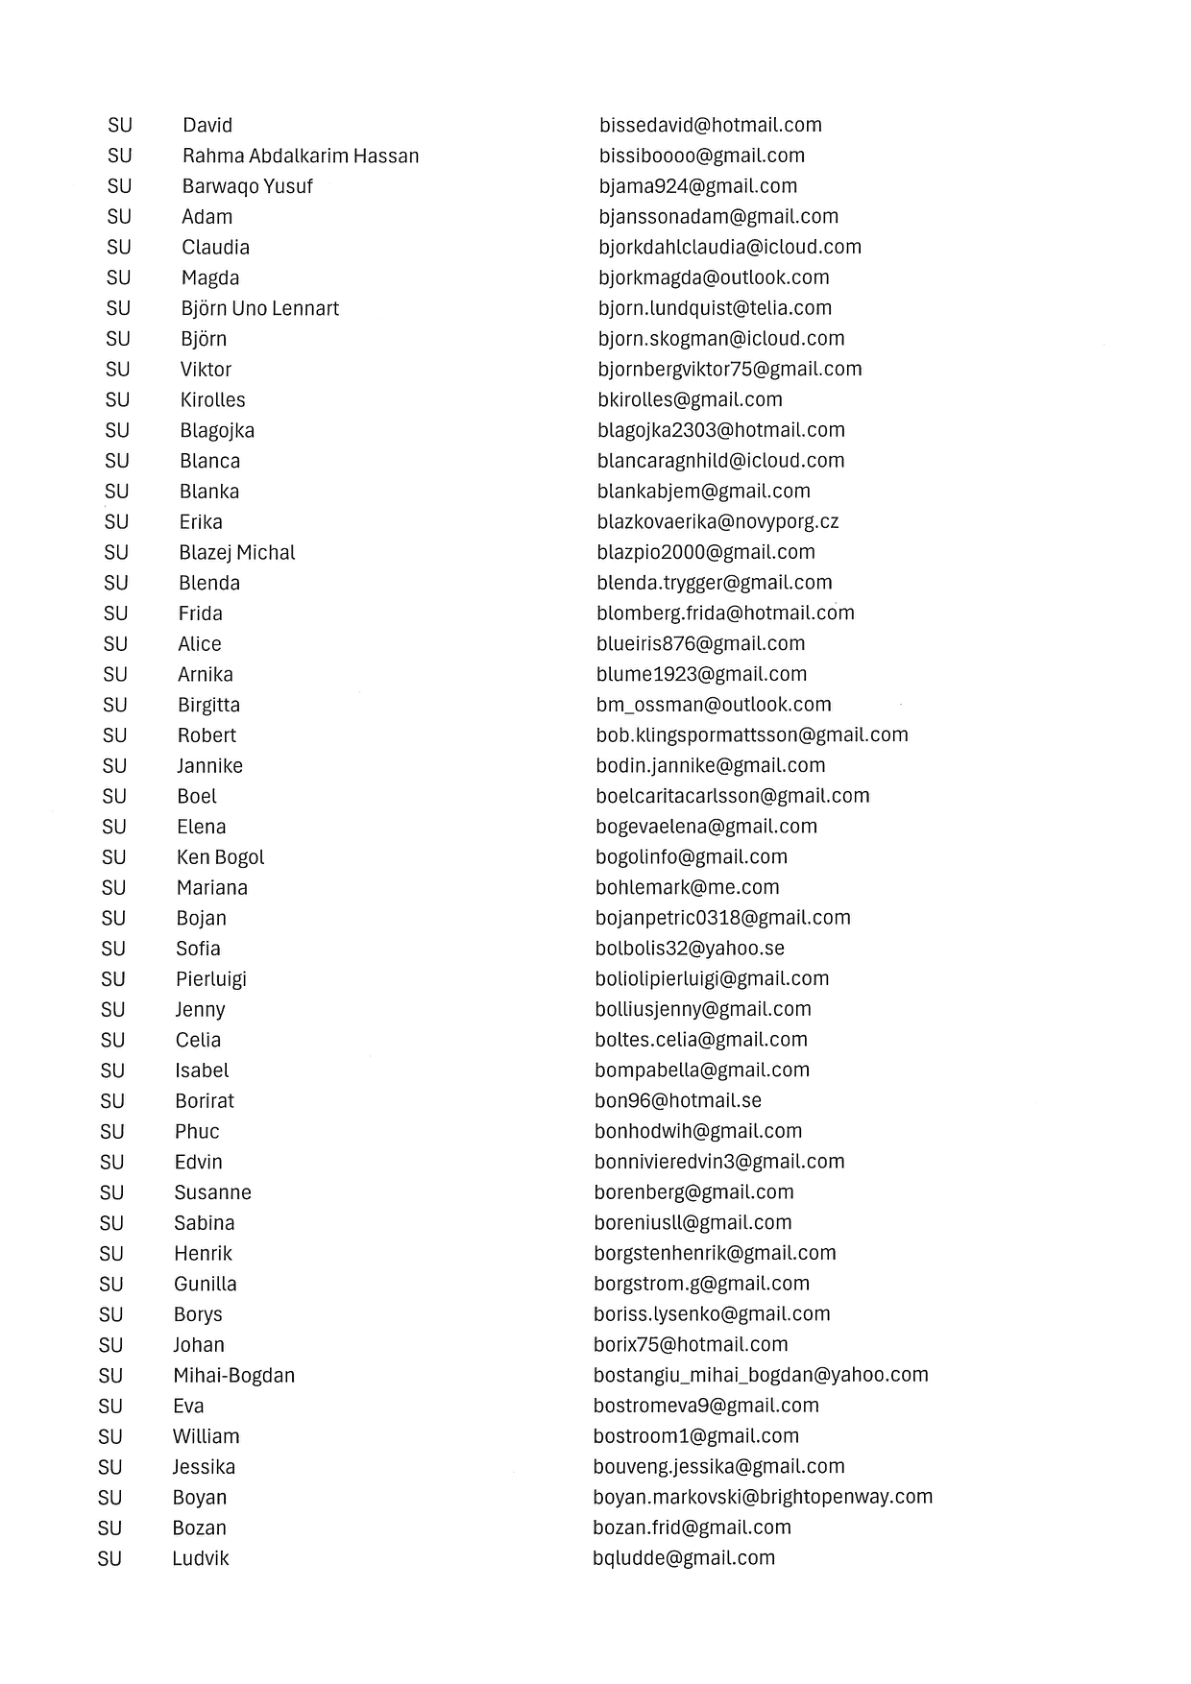 SU David bissedavid@hotmail.com
SU Rahma Abdalkarim Hassan bissiboooo@gmail.com
SU Barwaqo Yusuf bjama924@gmail.com
SU Adam bjanssonadam@gmail.com
SU Claudia bjorkdahlclaudia@icloud.com
SU Magda bjorkmagda@outlook.com
SU Björn Uno Lennart bjorn.lundquist@telia.com
SU Björn bjorn.skogman@icloud.com
SU Viktor bjornbergviktor75@gmail.com
SU Kirolles bkirolles@gmail.com
SU Blagojka blagojka2303@hotmail.com
SU Blanca blancaragnhild@icloud.com
SU Blanka blankabjem@gmail.com
SU Erika blazkovaerika@novyporg.cz
SU Blazej Michal blazpio2000@gmail.com
SU Blenda blenda.trygger@gmail.com
SU Frida blomberg.frida@hotmail.com
SU Alice blueiris876@gmail.com
SU Arnika blume1923@gmail.com
SU Birgitta bm_ossman@outlook.com
SU Robert bob.klingspormattsson@gmail.com
SU Jannike bodin.jannike@gmail.com
SU Boel boelcaritacarlsson@gmail.com
SU Elena bogevaelena@gmail.com
SU Ken Bogol bogolinfo@gmail.com
SU Mariana bohlemark@me.com
SU Bojan bojanpetric0318@gmail.com
SU Sofia bolbolis32@yahoo.se
SU Pierluigi boliolipierluigi@gmail.com
SU Jenny bolliusjenny@gmail.com
SU Celia boltes.celia@gmail.com
SU Isabel bompabella@gmail.com
SU Borirat bon96@hotmail.se
SU Phuc bonhodwih@gmail.com
SU Edvin bonnivieredvin3@gmail.com
SU Susanne borenberg@gmail.com
SU Sabina boreniusll@gmail.com
SU Henrik borgstenhenrik@gmail.com
SU Gunilla borgstrom.g@gmail.com
SU Borys boriss.lysenko@gmail.com
SU Johan borix75@hotmail.com
SU Mihai-Bogdan bostangiu_mihai_bogdan@yahoo.com
SU Eva bostromeva9@gmail.com
SU William bostroom1@gmail.com
SU Jessika bouveng.jessika@gmail.com
SU Boyan boyan.markovski@brightopenway.com
SU Bozan bozan.frid@gmail.com
SU Ludvik bqludde@gmail.com